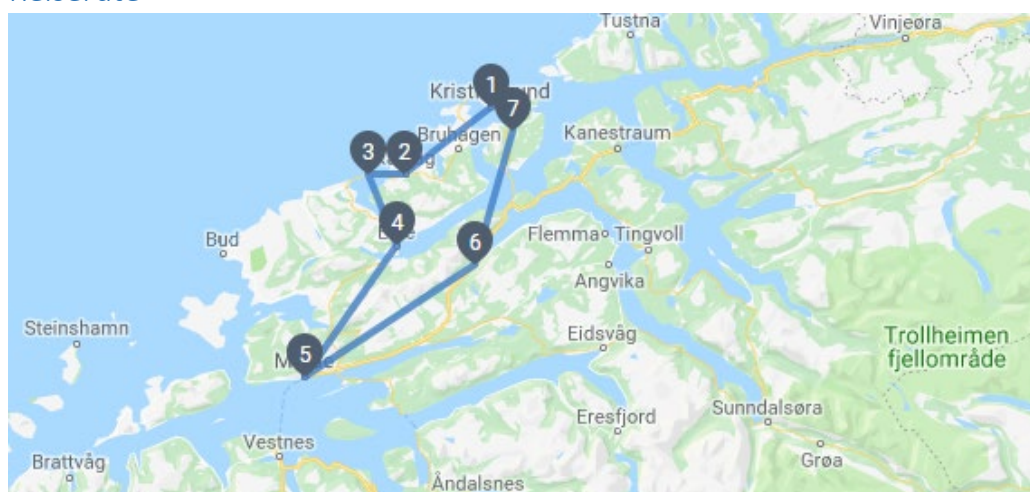 Tustna
Vinjeøra
1
7
Bruhagen
Kanestraum
3
2
4
Bud
6
Flemma
Tingvoll
Angvika
Steinshamn
5
Eidsvåg
Trollheimen
fjellområde
Eresfjord
Sunndalsøra
Vestnes
Grøa
Brattvåg
Åndalsnes